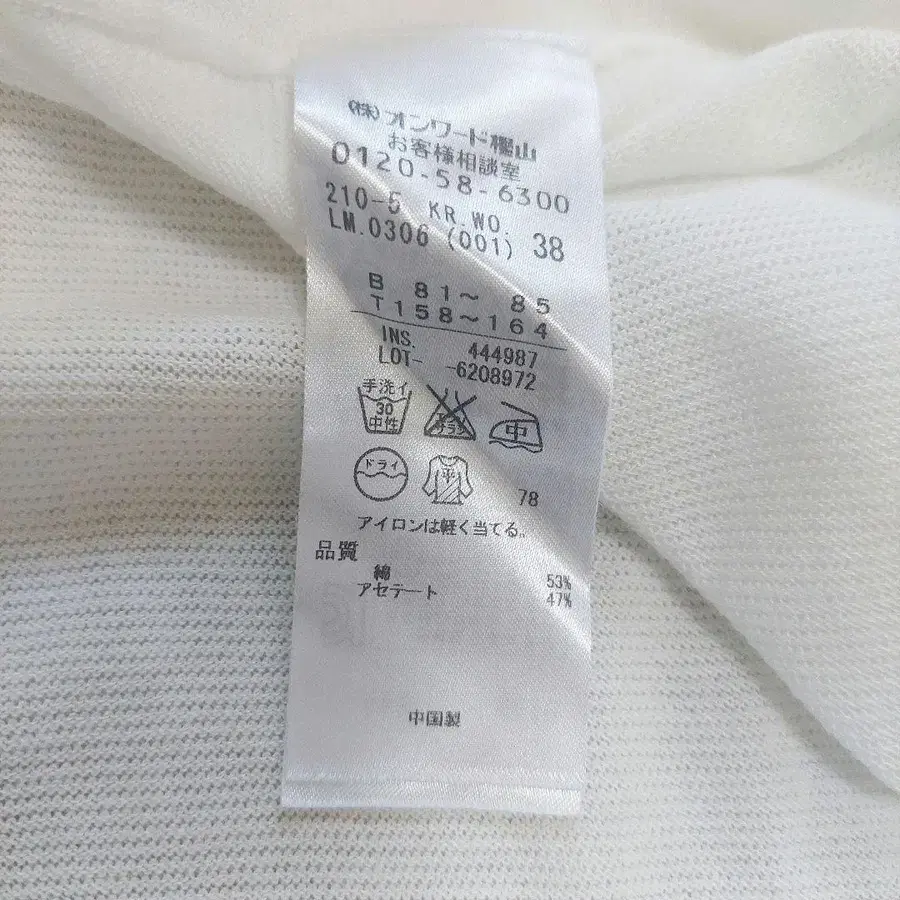 (株)オンワード樫山
お客様相談室
0120-58-6300
210-5 KR.WO.
LM.0306 (001) 38
B 81～ 85
T158～164
INS. 444987
LOT- -6208972
手洗イ
30
中性
中
ドライ
平
78
アイロンは軽く当てる。
品質
綿 53%
アセテート 47%
中国製